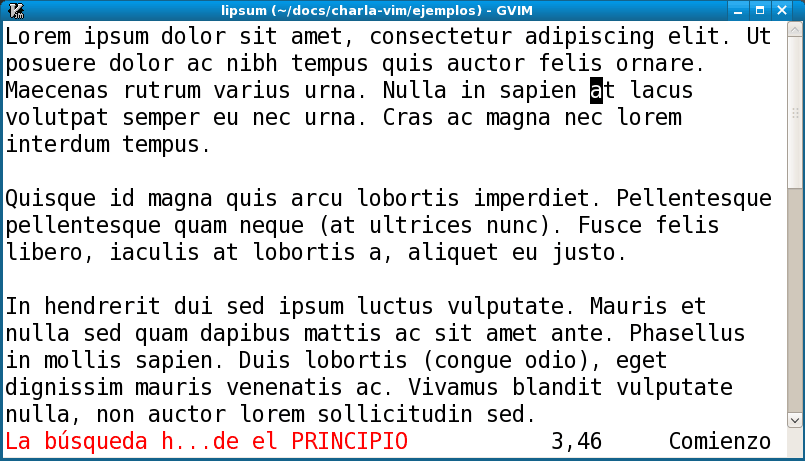 lipsum (~/docs/charla-vim/ejemplos) - GVIM
Lorem ipsum dolor sit amet, consectetur adipiscing elit. Ut
posuere dolor ac nibh tempus quis auctor felis ornare.
Maecenas rutrum varius urna. Nulla in sapien at lacus
volutpat semper eu nec urna. Cras ac magna nec lorem
interdum tempus.
Quisque id magna quis arcu lobortis imperdiet. Pellentesque
pellentesque quam neque (at ultrices nunc). Fusce felis
libero, iaculis at lobortis a, aliquet eu justo.
In hendrerit dui sed ipsum luctus vulputate. Mauris et
nulla sed quam dapibus mattis ac sit amet ante. Phasellus
in mollis sapien. Duis lobortis (congue odio), eget
dignissim mauris venenatis ac. Vivamus blandit vulputate
nulla, non auctor lorem sollicitudin sed.
La búsqueda h...de el PRINCIPIO 3,46 Comienzo